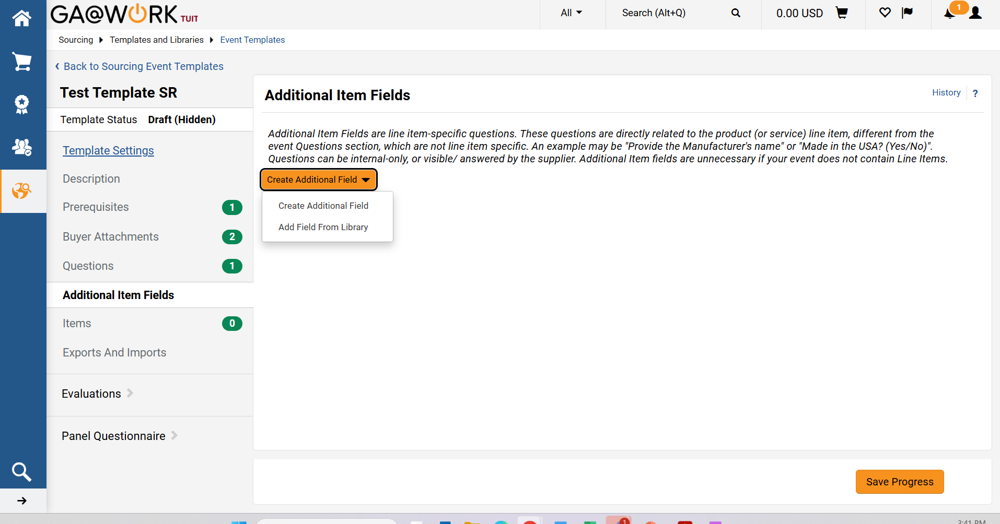 GA@WORK TUIT
All
Search (Alt+Q)
0.00 USD
1
Sourcing Templates and Libraries Event Templates
Back to Sourcing Event Templates
Test Template SR
Template Status Draft (Hidden)
Template Settings
Description
Prerequisites 1
Buyer Attachments 2
Questions 1
Additional Item Fields
Items 0
Exports And Imports
Evaluations
Panel Questionnaire
Additional Item Fields
History
?
Additional Item Fields are line item-specific questions. These questions are directly related to the product (or service) line item, different from the
event Questions section, which are not line item specific. An example may be "Provide the Manufacturer's name" or "Made in the USA? (Yes/No)".
Questions can be internal-only, or visible/ answered by the supplier. Additional Item fields are unnecessary if your event does not contain Line Items.
Create Additional Field
Create Additional Field
Add Field From Library
Save Progress
1
3:41 PM